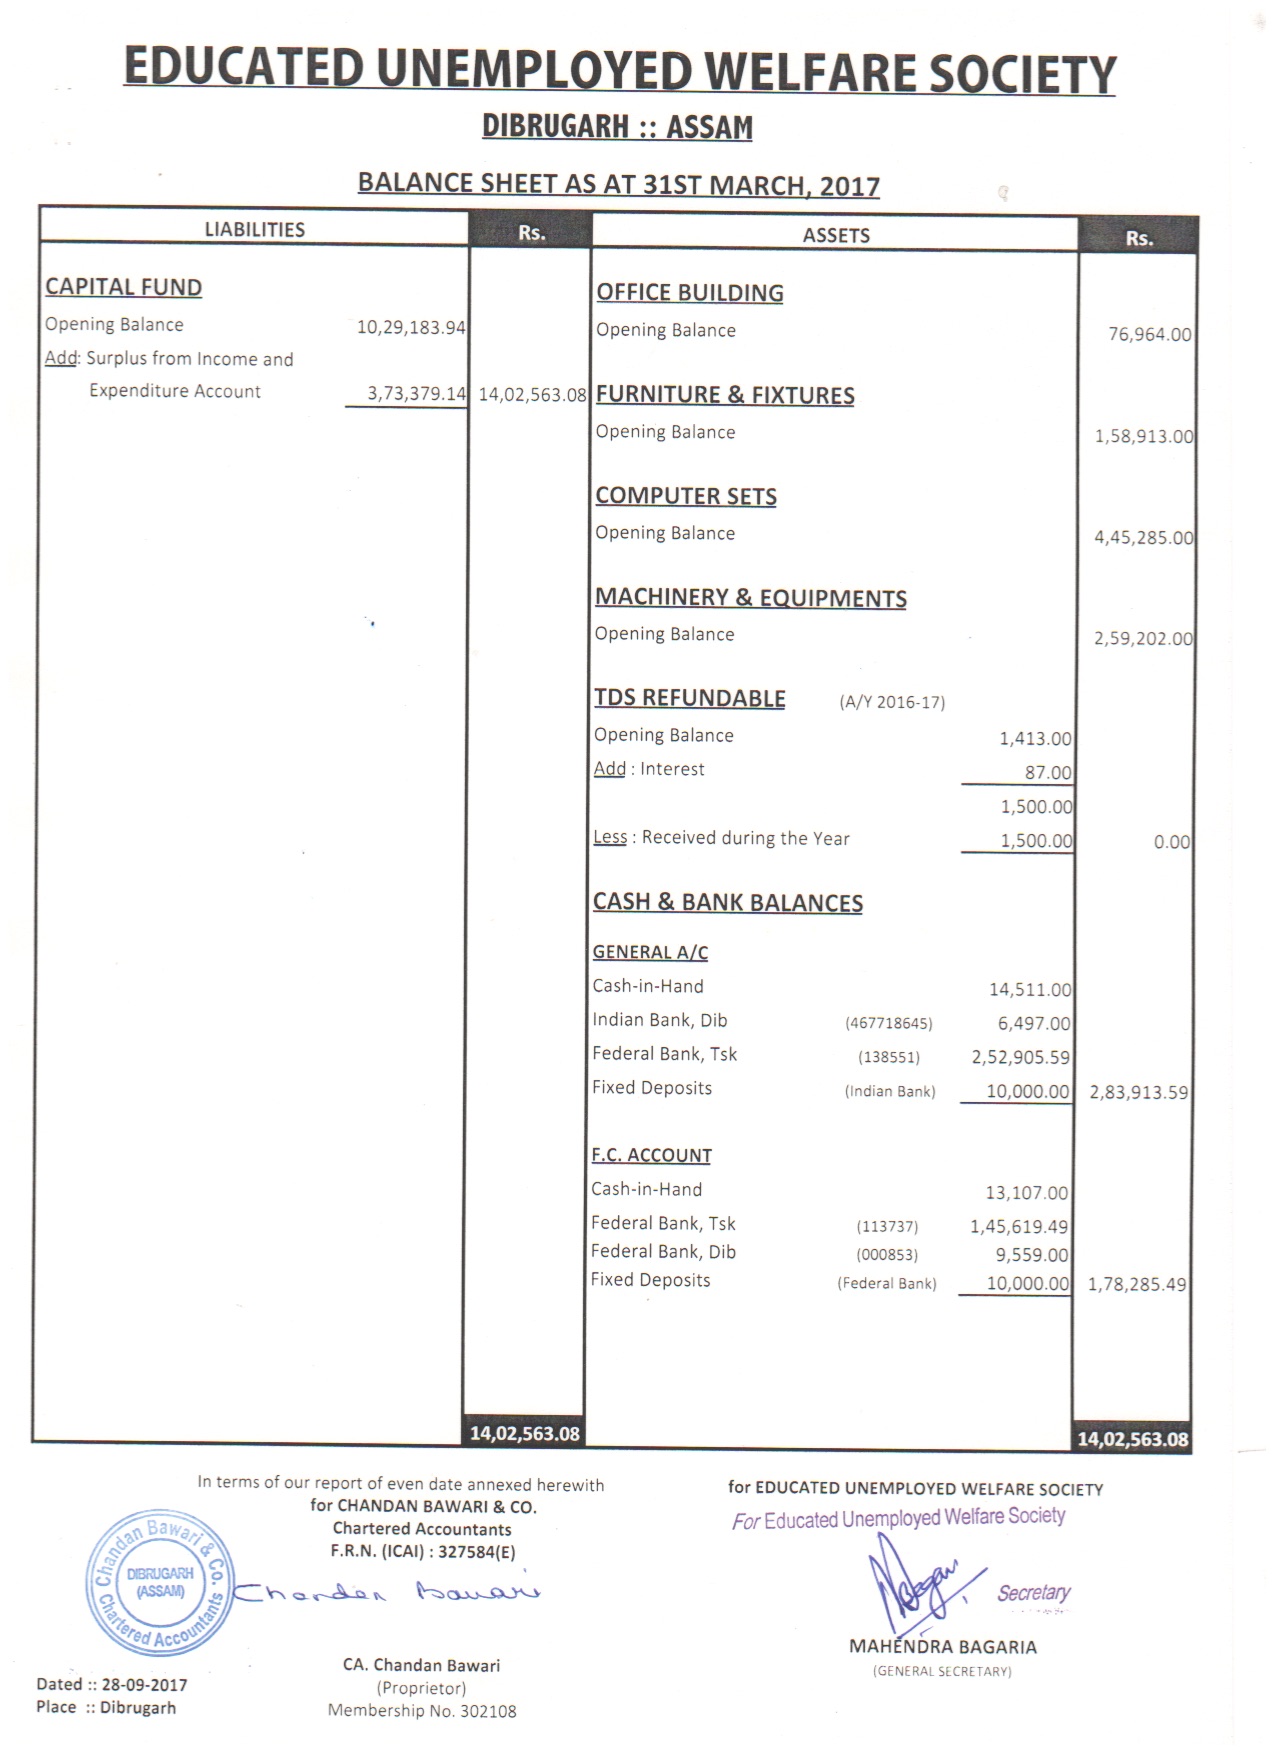 EDUCATED UNEMPLOYED WELFARE SOCIETY
DIBRUGARH :: ASSAM
BALANCE SHEET AS AT 31ST MARCH, 2017
LIABILITIES Rs. ASSETS Rs.
CAPITAL FUND
Opening Balance 10,29,183.94
Add: Surplus from Income and
Expenditure Account 3,73,379.14 14,02,563.08
OFFICE BUILDING
Opening Balance 76,964.00
FURNITURE & FIXTURES
Opening Balance 1,58,913.00
COMPUTER SETS
Opening Balance 4,45,285.00
MACHINERY & EQUIPMENTS
Opening Balance 2,59,202.00
TDS REFUNDABLE (A/Y 2016-17)
Opening Balance 1,413.00
Add : Interest 87.00
1,500.00
Less : Received during the Year 1,500.00 0.00
CASH & BANK BALANCES
GENERAL A/C
Cash-in-Hand 14,511.00
Indian Bank, Dib (467718645) 6,497.00
Federal Bank, Tsk (138551) 2,52,905.59
Fixed Deposits (Indian Bank) 10,000.00 2,83,913.59
F.C. ACCOUNT
Cash-in-Hand 13,107.00
Federal Bank, Tsk (113737) 1,45,619.49
Federal Bank, Dib (000853) 9,559.00
Fixed Deposits (Federal Bank) 10,000.00 1,78,285.49
14,02,563.08 14,02,563.08
In terms of our report of even date annexed herewith
for CHANDAN BAWARI & CO.
Chartered Accountants
F.R.N. (ICAI) : 327584(E)
Chandan Bawari & Co.
DIBRUGARH
(ASSAM)
Chartered Accountants
Chandan Bawari
CA. Chandan Bawari
(Proprietor)
Membership No. 302108
Dated :: 28-09-2017
Place :: Dibrugarh
for EDUCATED UNEMPLOYED WELFARE SOCIETY
For Educated Unemployed Welfare Society
Secretary
MAHENDRA BAGARIA
(GENERAL SECRETARY)